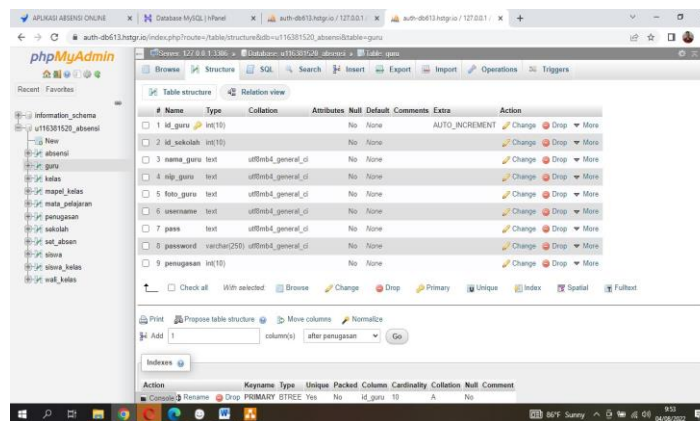 APLIKASI ABSENSI ONLINE
Database MySQL | hPanel
auth-db613.hstgr.io / 127.0.0.1 /
auth-db613.hstgr.io / 127.0.0.1 /
auth-db613.hstgr.io/index.php?route=/table/structure&db=u116381520_absensi&table=guru
phpMyAdmin
Recent Favorites
information_schema
u116381520_absensi
New
absensi
guru
kelas
mapel_kelas
mata_pelajaran
penugasan
sekolah
set_absen
siswa
siswa_kelas
wali_kelas
Server: 127.0.0.1:3306 » Database: u116381520_absensi » Table: guru
Browse Structure SQL Search Insert Export Import Operations Triggers
Table structure Relation view
# Name Type Collation Attributes Null Default Comments Extra Action
1 id_guru int(10) No None AUTO_INCREMENT Change Drop More
2 id_sekolah int(10) No None Change Drop More
3 nama_guru text utf8mb4_general_ci No None Change Drop More
4 nip_guru text utf8mb4_general_ci No None Change Drop More
5 foto_guru text utf8mb4_general_ci No None Change Drop More
6 username text utf8mb4_general_ci No None Change Drop More
7 pass text utf8mb4_general_ci No None Change Drop More
8 password varchar(250) utf8mb4_general_ci No None Change Drop More
9 penugasan int(10) No None Change Drop More
Check all With selected: Browse Change Drop Primary Unique Index Spatial Fulltext
Print Propose table structure Move columns Normalize
Add 1 column(s) after penugasan Go
Indexes
Action Keyname Type Unique Packed Column Cardinality Collation Null Comment
Console Rename Drop PRIMARY BTREE Yes No id_guru 10 A No
86°F Sunny 9:53
04/08/2022